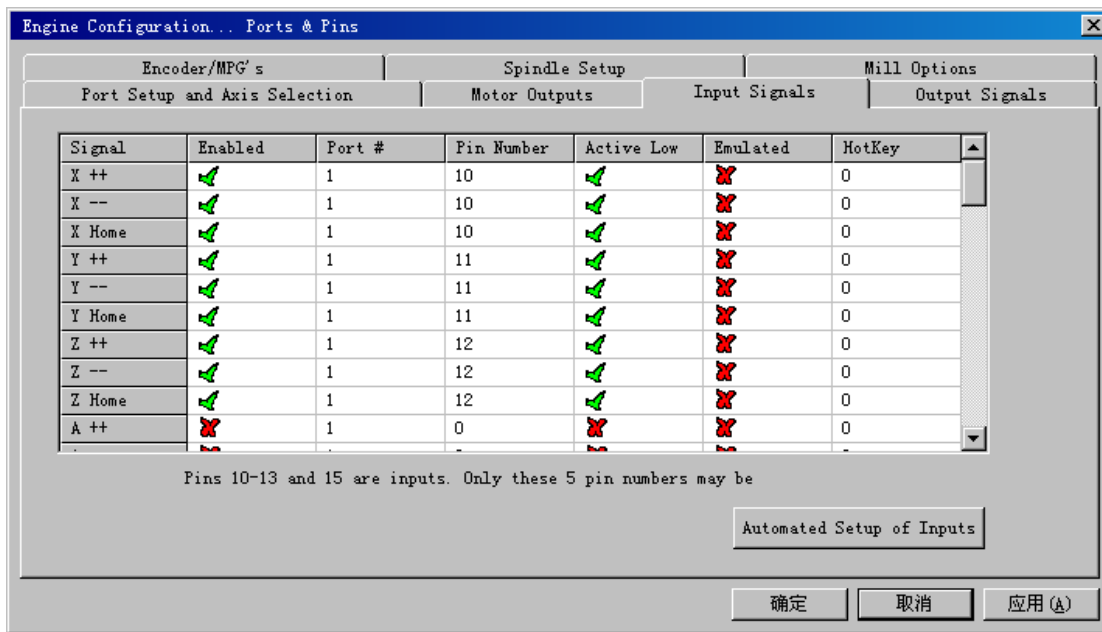 Engine Configuration... Ports & Pins
Encoder/MPG's Spindle Setup Mill Options
Port Setup and Axis Selection Motor Outputs Input Signals Output Signals
Signal Enabled Port # Pin Number Active Low Emulated HotKey
X ++ 1 10 0
X -- 1 10 0
X Home 1 10 0
Y ++ 1 11 0
Y -- 1 11 0
Y Home 1 11 0
Z ++ 1 12 0
Z -- 1 12 0
Z Home 1 12 0
A ++ 1 0 0
Pins 10-13 and 15 are inputs. Only these 5 pin numbers may be
Automated Setup of Inputs
确定 取消 应用(A)